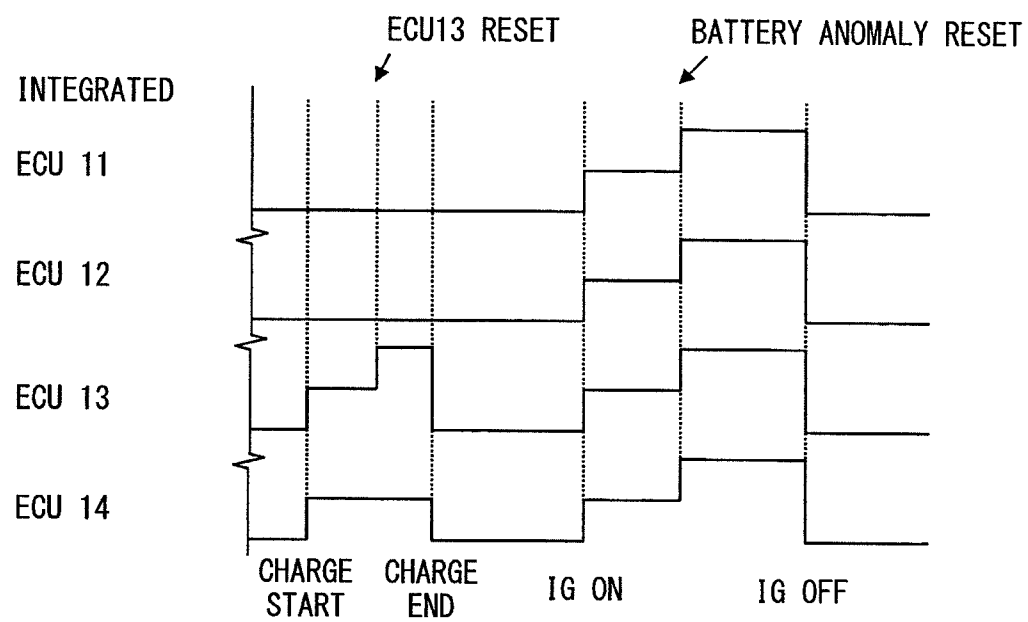 ECU13 RESET
BATTERY ANOMALY RESET
INTEGRATED
ECU 11
ECU 12
ECU 13
ECU 14
CHARGE
START
CHARGE
END
IG ON
IG OFF